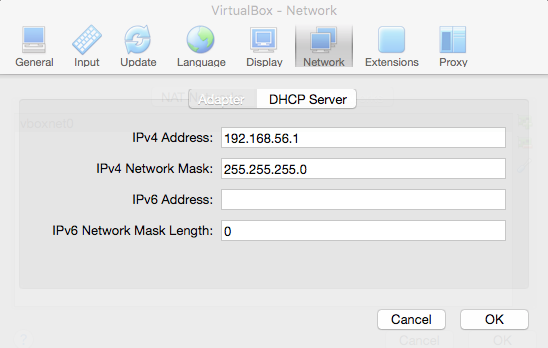 VirtualBox - Network
General Input Update Language Display Network Extensions Proxy
Adapter DHCP Server
vboxnet0
IPv4 Address: 192.168.56.1
IPv4 Network Mask: 255.255.255.0
IPv6 Address:
IPv6 Network Mask Length: 0
Cancel OK
? Cancel OK